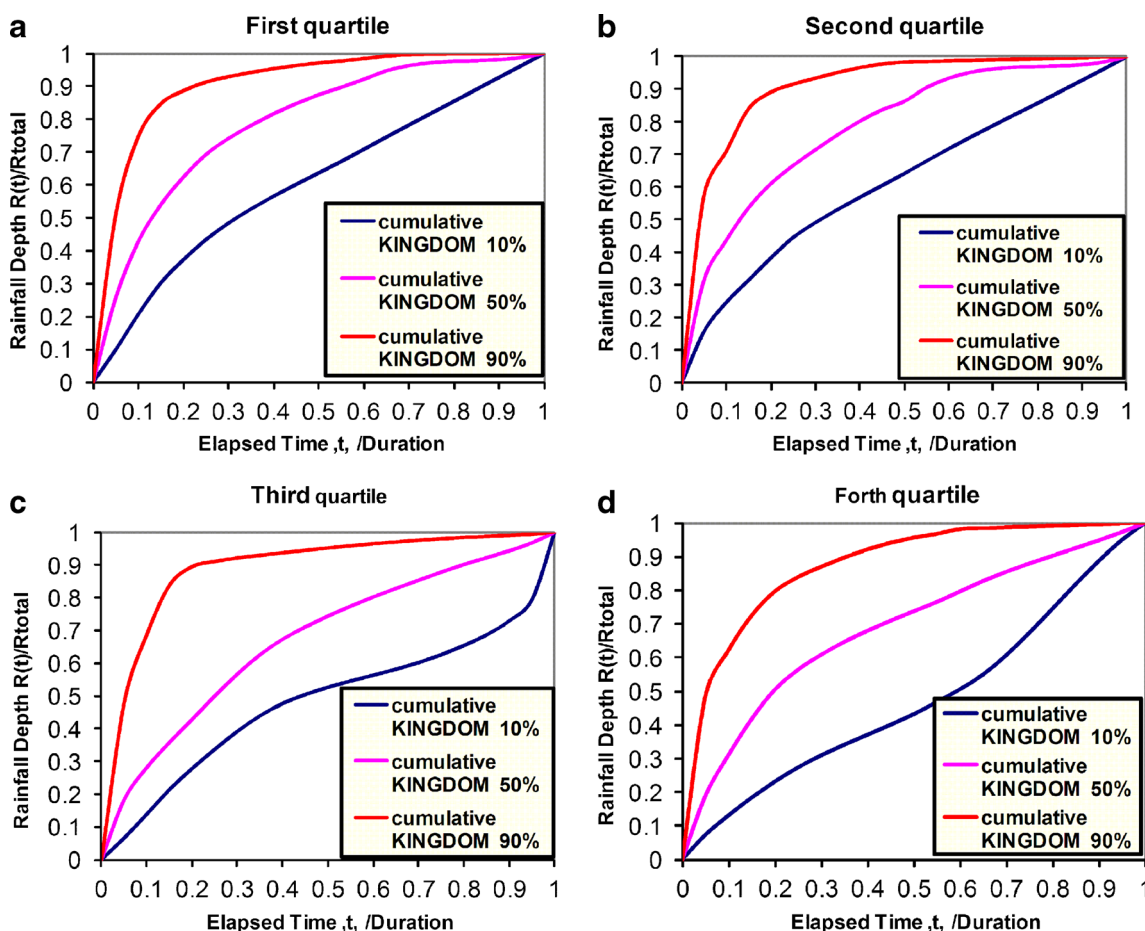 a
First quartile
Rainfall Depth R(t)/Rtotal
1
0.9
0.8
0.7
0.6
0.5
0.4
0.3
0.2
0.1
0
cumulative
KINGDOM 10%
cumulative
KINGDOM 50%
cumulative
KINGDOM 90%
0 0.1 0.2 0.3 0.4 0.5 0.6 0.7 0.8 0.9 1
Elapsed Time ,t, /Duration
b
Second quartile
Rainfall Depth R(t)/Rtotal
1
0.9
0.8
0.7
0.6
0.5
0.4
0.3
0.2
0.1
0
cumulative
KINGDOM 10%
cumulative
KINGDOM 50%
cumulative
KINGDOM 90%
0 0.1 0.2 0.3 0.4 0.5 0.6 0.7 0.8 0.9 1
Elapsed Time ,t, /Duration
c
Third quartile
Rainfall Depth R(t)/Rtotal
1
0.9
0.8
0.7
0.6
0.5
0.4
0.3
0.2
0.1
0
cumulative
KINGDOM 10%
cumulative
KINGDOM 50%
cumulative
KINGDOM 90%
0 0.1 0.2 0.3 0.4 0.5 0.6 0.7 0.8 0.9 1
Elapsed Time ,t, /Duration
d
Forth quartile
Rainfall Depth R(t)/Rtotal
1
0.9
0.8
0.7
0.6
0.5
0.4
0.3
0.2
0.1
0
cumulative
KINGDOM 10%
cumulative
KINGDOM 50%
cumulative
KINGDOM 90%
0 0.1 0.2 0.3 0.4 0.5 0.6 0.7 0.8 0.9 1
Elapsed Time ,t, /Duration